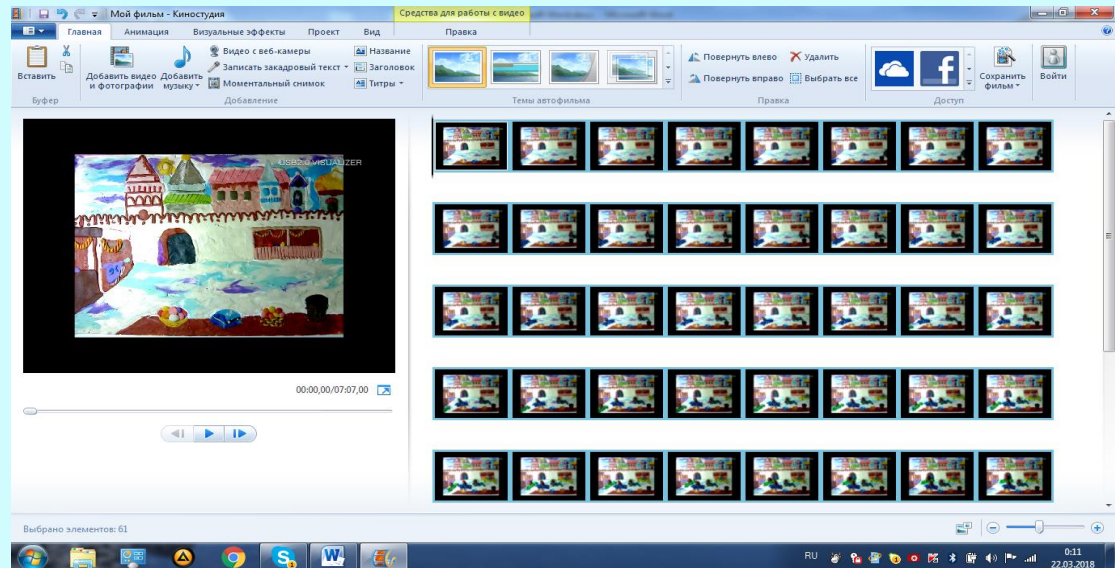 Мой фильм - Киностудия
Средства для работы с видео
Главная Анимация Визуальные эффекты Проект Вид Правка
Вставить
Буфер
Добавить видео и фотографии
Добавить музыку
Видео с веб-камеры
Записать закадровый текст
Моментальный снимок
Название
Заголовок
Титры
Добавление
Темы автофильма
Повернуть влево
Повернуть вправо
Удалить
Выбрать все
Правка
Доступ
Сохранить фильм
Войти
USB2.0 VISUALIZER
00:00,00/07:07,00
Выбрано элементов: 61
RU
0:11
22.03.2018